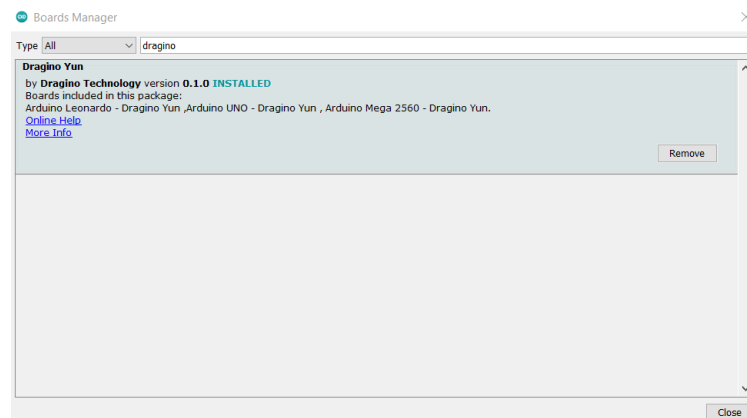 Boards Manager
Type All dragino
Dragino Yun
by Dragino Technology version 0.1.0 INSTALLED
Boards included in this package:
Arduino Leonardo - Dragino Yun ,Arduino UNO - Dragino Yun , Arduino Mega 2560 - Dragino Yun.
Online Help
More Info
Remove
Close